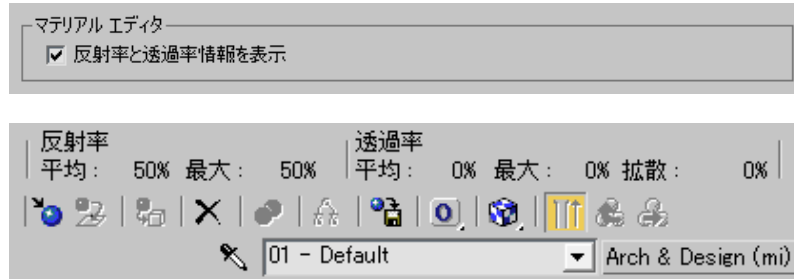 マテリアル エディタ
反射率と透過率情報を表示
反射率 透過率
平均: 50% 最大: 50% 平均: 0% 最大: 0% 拡散: 0%
01 - Default Arch & Design (mi)